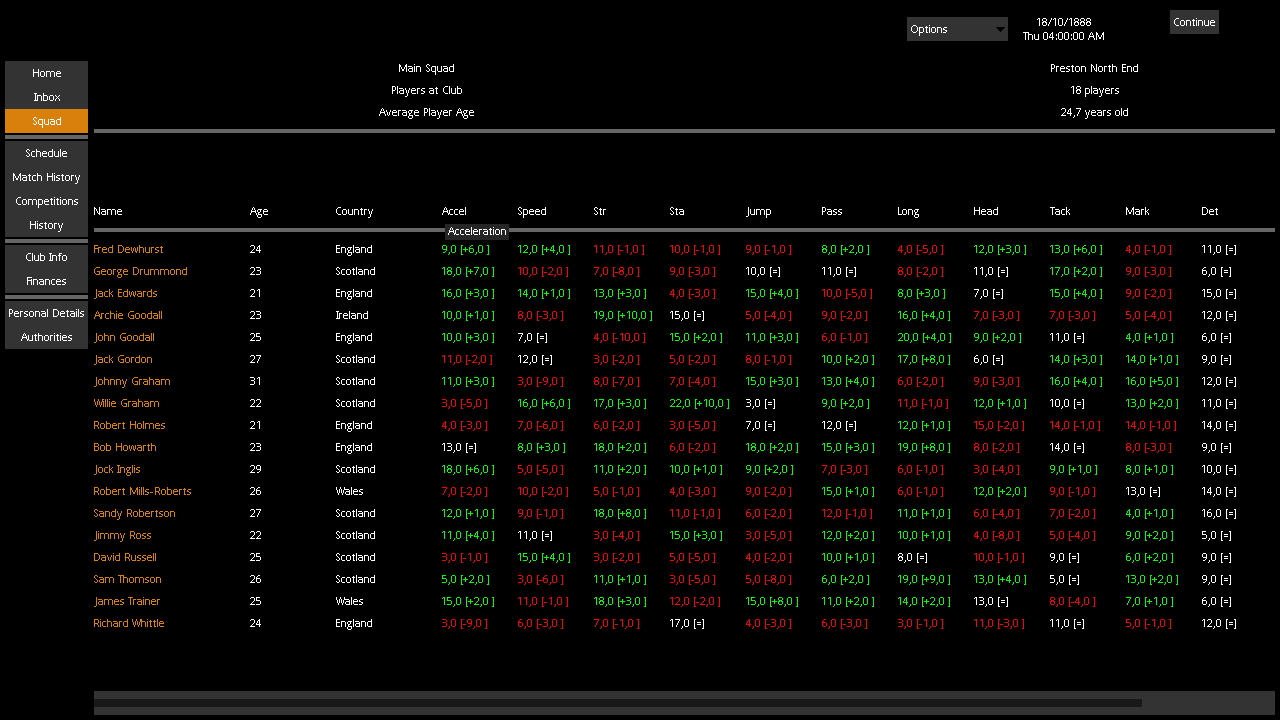 18/10/1888
Options
Thu 04:00:00 AM
Continue
Home
Inbox
Squad
Schedule
Match History
Competitions
History
Club Info
Finances
Personal Details
Authorities
Main Squad Preston North End
Players at Club 18 players
Average Player Age 24,7 years old
Name Age Country Accel Speed Str Sta Jump Pass Long Head Tack Mark Det
Acceleration
Fred Dewhurst 24 England 9,0 [+6,0 ] 12,0 [+4,0 ] 11,0 [-1,0 ] 10,0 [-1,0 ] 9,0 [-1,0 ] 8,0 [+2,0 ] 4,0 [-5,0 ] 12,0 [+3,0 ] 13,0 [+6,0 ] 4,0 [-1,0 ] 11,0 [=]
George Drummond 23 Scotland 18,0 [+7,0 ] 10,0 [-2,0 ] 7,0 [-8,0 ] 9,0 [-3,0 ] 10,0 [=] 11,0 [=] 8,0 [-2,0 ] 11,0 [=] 17,0 [+2,0 ] 9,0 [-3,0 ] 6,0 [=]
Jack Edwards 21 England 16,0 [+3,0 ] 14,0 [+1,0 ] 13,0 [+3,0 ] 4,0 [-3,0 ] 15,0 [+4,0 ] 10,0 [-5,0 ] 8,0 [+3,0 ] 7,0 [=] 15,0 [+4,0 ] 9,0 [-2,0 ] 15,0 [=]
Archie Goodall 23 Ireland 10,0 [+1,0 ] 8,0 [-3,0 ] 19,0 [+10,0 ] 15,0 [=] 5,0 [-4,0 ] 9,0 [-2,0 ] 16,0 [+4,0 ] 7,0 [-3,0 ] 7,0 [-3,0 ] 5,0 [-4,0 ] 12,0 [=]
John Goodall 25 England 10,0 [+3,0 ] 7,0 [=] 4,0 [-10,0 ] 15,0 [+2,0 ] 11,0 [+3,0 ] 6,0 [-1,0 ] 20,0 [+4,0 ] 9,0 [+2,0 ] 11,0 [=] 4,0 [+1,0 ] 6,0 [=]
Jack Gordon 27 Scotland 11,0 [-2,0 ] 12,0 [=] 3,0 [-2,0 ] 5,0 [-2,0 ] 8,0 [-1,0 ] 10,0 [+2,0 ] 17,0 [+8,0 ] 6,0 [=] 14,0 [+3,0 ] 14,0 [+1,0 ] 9,0 [=]
Johnny Graham 31 Scotland 11,0 [+3,0 ] 3,0 [-9,0 ] 8,0 [-7,0 ] 7,0 [-4,0 ] 15,0 [+3,0 ] 13,0 [+4,0 ] 6,0 [-2,0 ] 9,0 [-3,0 ] 16,0 [+4,0 ] 16,0 [+5,0 ] 12,0 [=]
Willie Graham 22 Scotland 3,0 [-5,0 ] 16,0 [+6,0 ] 17,0 [+3,0 ] 22,0 [+10,0 ] 3,0 [=] 9,0 [+2,0 ] 11,0 [-1,0 ] 12,0 [+1,0 ] 10,0 [=] 13,0 [+2,0 ] 11,0 [=]
Robert Holmes 21 England 4,0 [-3,0 ] 7,0 [-6,0 ] 6,0 [-2,0 ] 3,0 [-5,0 ] 7,0 [=] 12,0 [=] 12,0 [+1,0 ] 15,0 [-2,0 ] 14,0 [-1,0 ] 14,0 [-1,0 ] 14,0 [=]
Bob Howarth 23 England 13,0 [=] 8,0 [+3,0 ] 18,0 [+2,0 ] 6,0 [-2,0 ] 18,0 [+2,0 ] 15,0 [+3,0 ] 19,0 [+8,0 ] 8,0 [-2,0 ] 14,0 [=] 8,0 [-3,0 ] 9,0 [=]
Jock Inglis 29 Scotland 18,0 [+6,0 ] 5,0 [-5,0 ] 11,0 [+2,0 ] 10,0 [+1,0 ] 9,0 [+2,0 ] 7,0 [-3,0 ] 6,0 [-1,0 ] 3,0 [-4,0 ] 9,0 [+1,0 ] 8,0 [+1,0 ] 10,0 [=]
Robert Mills-Roberts 26 Wales 7,0 [-2,0 ] 10,0 [-2,0 ] 5,0 [-1,0 ] 4,0 [-3,0 ] 9,0 [-2,0 ] 15,0 [+1,0 ] 6,0 [-1,0 ] 12,0 [+2,0 ] 9,0 [-1,0 ] 13,0 [=] 14,0 [=]
Sandy Robertson 27 Scotland 12,0 [+1,0 ] 9,0 [-1,0 ] 18,0 [+8,0 ] 11,0 [-1,0 ] 6,0 [-2,0 ] 12,0 [-1,0 ] 11,0 [+1,0 ] 6,0 [-4,0 ] 7,0 [-2,0 ] 4,0 [+1,0 ] 16,0 [=]
Jimmy Ross 22 Scotland 11,0 [+4,0 ] 11,0 [=] 3,0 [-4,0 ] 15,0 [+3,0 ] 3,0 [-5,0 ] 12,0 [+2,0 ] 10,0 [+1,0 ] 4,0 [-8,0 ] 5,0 [-4,0 ] 9,0 [+2,0 ] 5,0 [=]
David Russell 25 Scotland 3,0 [-1,0 ] 15,0 [+4,0 ] 3,0 [-2,0 ] 5,0 [-5,0 ] 4,0 [-2,0 ] 10,0 [+1,0 ] 8,0 [=] 10,0 [-1,0 ] 9,0 [=] 6,0 [+2,0 ] 9,0 [=]
Sam Thomson 26 Scotland 5,0 [+2,0 ] 3,0 [-6,0 ] 11,0 [+1,0 ] 3,0 [-5,0 ] 5,0 [-8,0 ] 6,0 [+2,0 ] 19,0 [+9,0 ] 13,0 [+4,0 ] 5,0 [=] 13,0 [+2,0 ] 9,0 [=]
James Trainer 25 Wales 15,0 [+2,0 ] 11,0 [-1,0 ] 18,0 [+3,0 ] 12,0 [-2,0 ] 15,0 [+8,0 ] 11,0 [+2,0 ] 14,0 [+2,0 ] 13,0 [=] 8,0 [-4,0 ] 7,0 [+1,0 ] 6,0 [=]
Richard Whittle 24 England 3,0 [-9,0 ] 6,0 [-3,0 ] 7,0 [-1,0 ] 17,0 [=] 4,0 [-3,0 ] 6,0 [-3,0 ] 3,0 [-1,0 ] 11,0 [-3,0 ] 11,0 [=] 5,0 [-1,0 ] 12,0 [=]